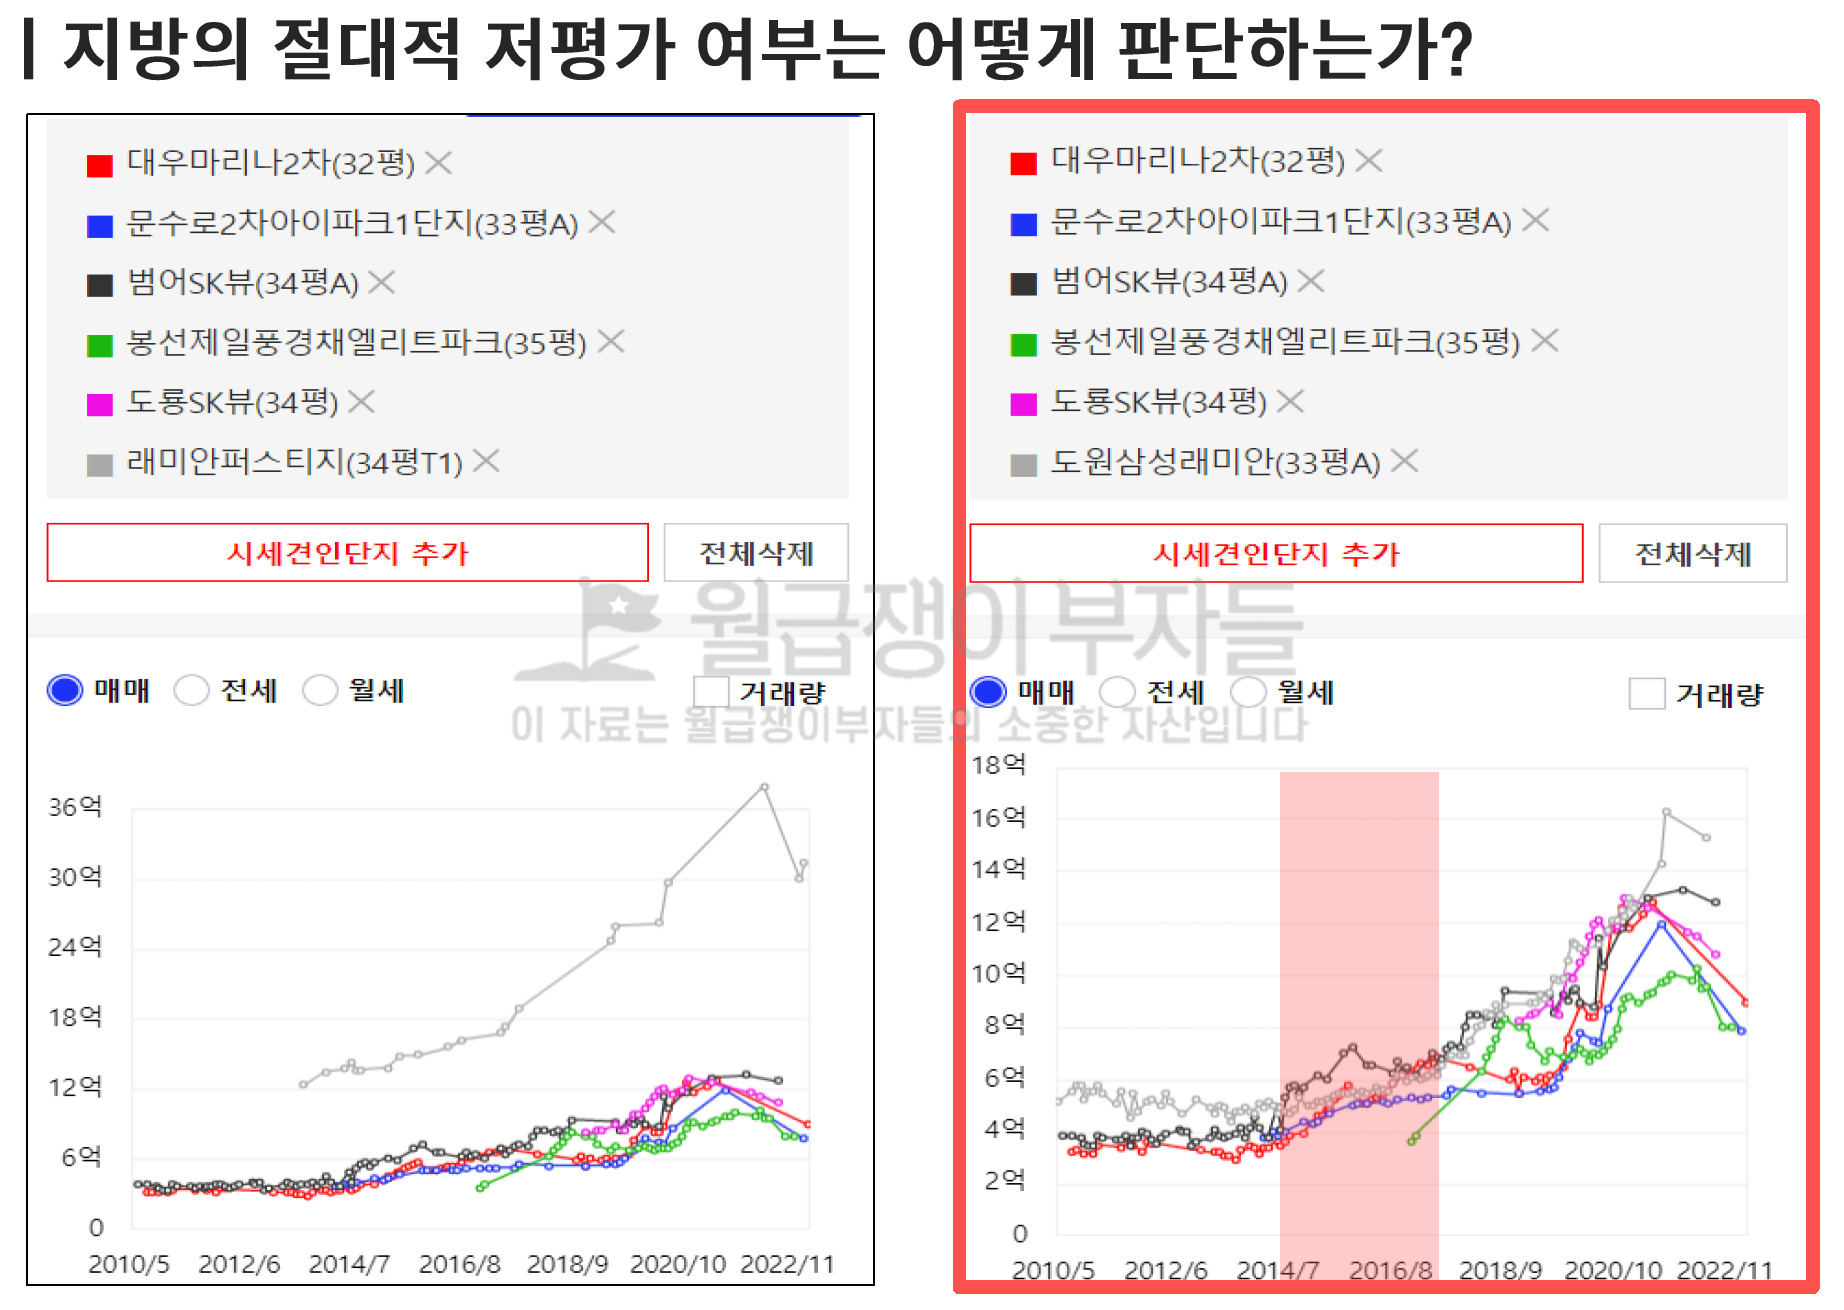 | 지방의 절대적 저평가 여부는 어떻게 판단하는가?
대우마리나2차(32평) ×
문수로2차아이파크1단지(33평A) ×
범어SK뷰(34평A) ×
봉선제일풍경채엘리트파크(35평) ×
도룡SK뷰(34평) ×
래미안퍼스티지(34평T1) ×
시세견인단지 추가 전체삭제
매매 전세 월세 거래량
36억
30억
24억
18억
12억
6억
0
2010/5 2012/6 2014/7 2016/8 2018/9 2020/10 2022/11
대우마리나2차(32평) ×
문수로2차아이파크1단지(33평A) ×
범어SK뷰(34평A) ×
봉선제일풍경채엘리트파크(35평) ×
도룡SK뷰(34평) ×
도원삼성래미안(33평A) ×
시세견인단지 추가 전체삭제
매매 전세 월세 거래량
18억
16억
14억
12억
10억
8억
6억
4억
2억
0
2010/5 2012/6 2014/7 2016/8 2018/9 2020/10 2022/11
월급쟁이부자들
이 자료는 월급쟁이부자들의 소중한 자산입니다